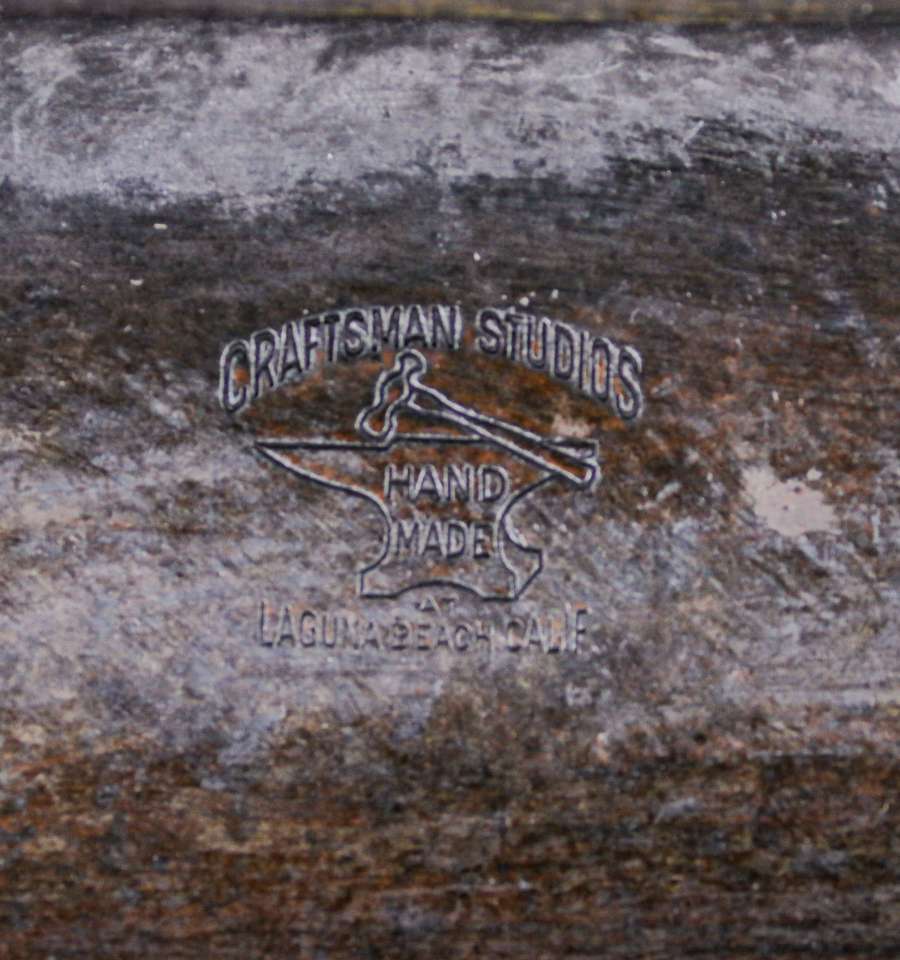 CRAFTSMAN STUDIOS
HAND
MADE
AT
LAGUNA BEACH CALIF.